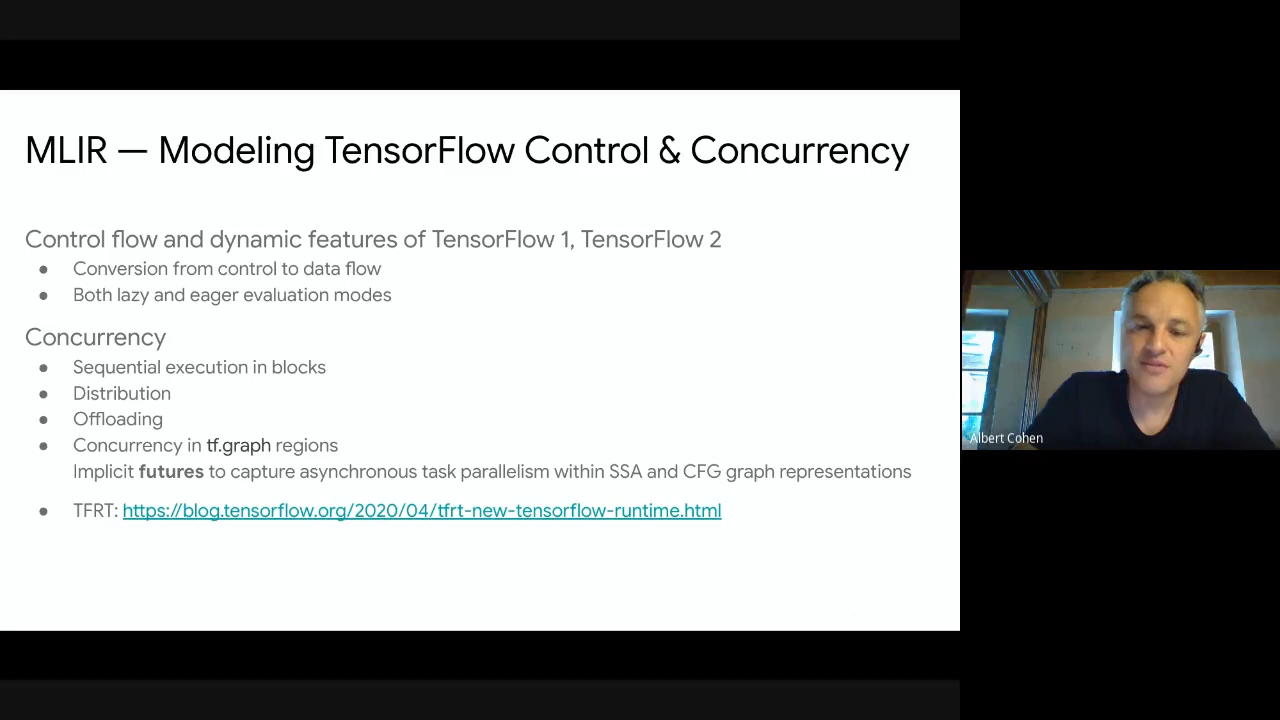 MLIR — Modeling TensorFlow Control & Concurrency
Control flow and dynamic features of TensorFlow 1, TensorFlow 2
● Conversion from control to data flow
● Both lazy and eager evaluation modes
Concurrency
● Sequential execution in blocks
● Distribution
● Offloading
● Concurrency in tf.graph regions
Implicit futures to capture asynchronous task parallelism within SSA and CFG graph representations
● TFRT: https://blog.tensorflow.org/2020/04/tfrt-new-tensorflow-runtime.html
Albert Cohen